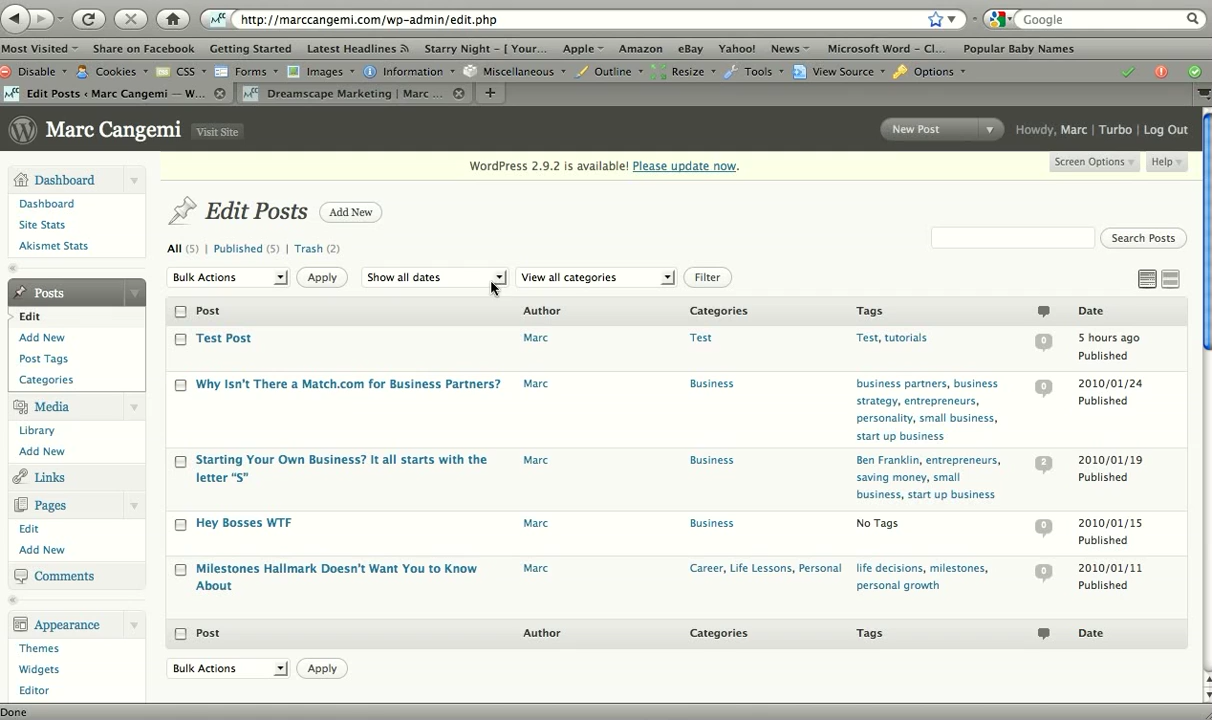 http://marccangemi.com/wp-admin/edit.php
Google
Most Visited
Share on Facebook
Getting Started
Latest Headlines
Starry Night – [ Your...
Apple
Amazon
eBay
Yahoo!
News
Microsoft Word – Cl...
Popular Baby Names
Disable
Cookies
CSS
Forms
Images
Information
Miscellaneous
Outline
Resize
Tools
View Source
Options
Edit Posts ‹ Marc Cangemi — W...
Dreamscape Marketing | Marc ...
Marc Cangemi
Visit Site
New Post
Howdy, Marc | Turbo | Log Out
WordPress 2.9.2 is available! Please update now.
Screen Options
Help
Dashboard
Dashboard
Site Stats
Akismet Stats
Posts
Edit
Add New
Post Tags
Categories
Media
Library
Add New
Links
Pages
Edit
Add New
Comments
Appearance
Themes
Widgets
Editor
Edit Posts
Add New
All (5) | Published (5) | Trash (2)
Search Posts
Bulk Actions
Apply
Show all dates
View all categories
Filter
Post
Author
Categories
Tags
Date
Test Post
Marc
Test
Test, tutorials
0
5 hours ago
Published
Why Isn't There a Match.com for Business Partners?
Marc
Business
business partners, business
strategy, entrepreneurs,
personality, small business,
start up business
0
2010/01/24
Published
Starting Your Own Business? It all starts with the
letter “S”
Marc
Business
Ben Franklin, entrepreneurs,
saving money, small
business, start up business
2
2010/01/19
Published
Hey Bosses WTF
Marc
Business
No Tags
0
2010/01/15
Published
Milestones Hallmark Doesn't Want You to Know
About
Marc
Career, Life Lessons, Personal
life decisions, milestones,
personal growth
0
2010/01/11
Published
Post
Author
Categories
Tags
Date
Bulk Actions
Apply
Done